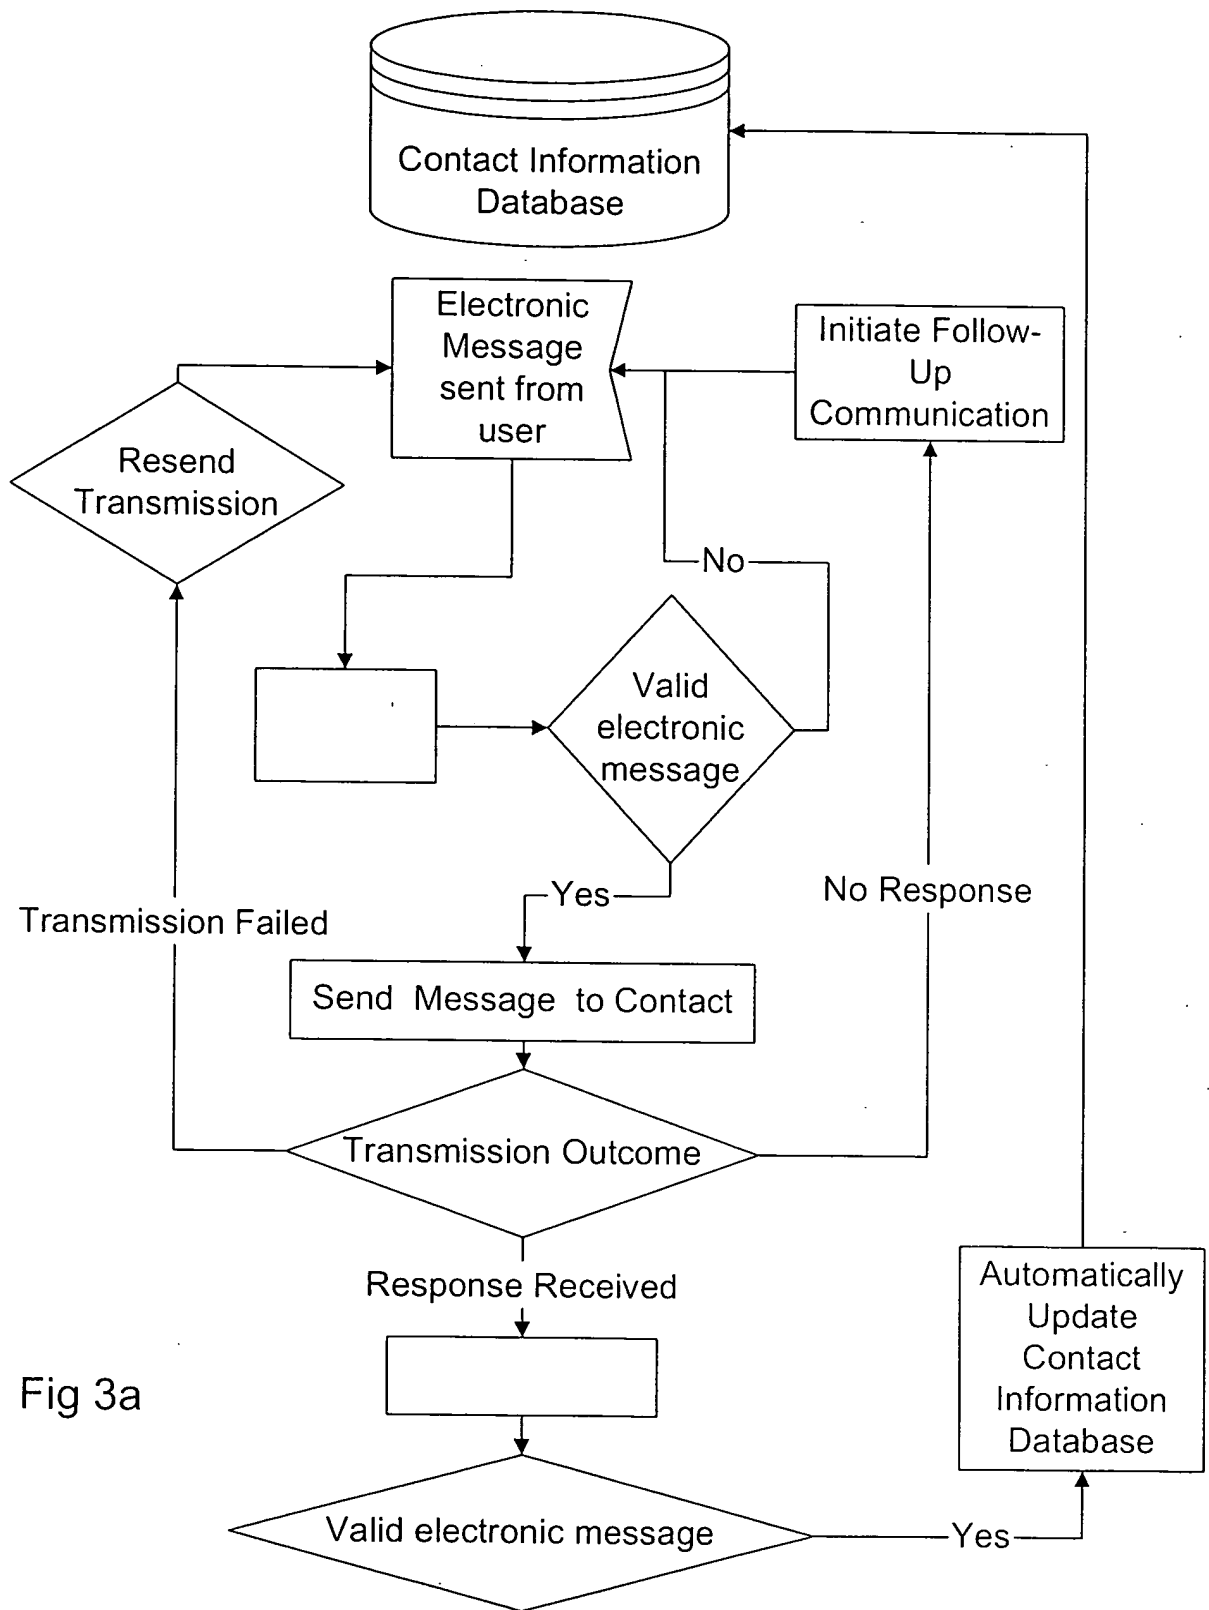 Contact Information
Database
Electronic
Message
sent from
user
Initiate Follow-
Up
Communication
Resend
Transmission
No
Valid
electronic
message
Yes
No Response
Transmission Failed
Send Message to Contact
Transmission Outcome
Response Received
Automatically
Update
Contact
Information
Database
Fig 3a
Valid electronic message
Yes